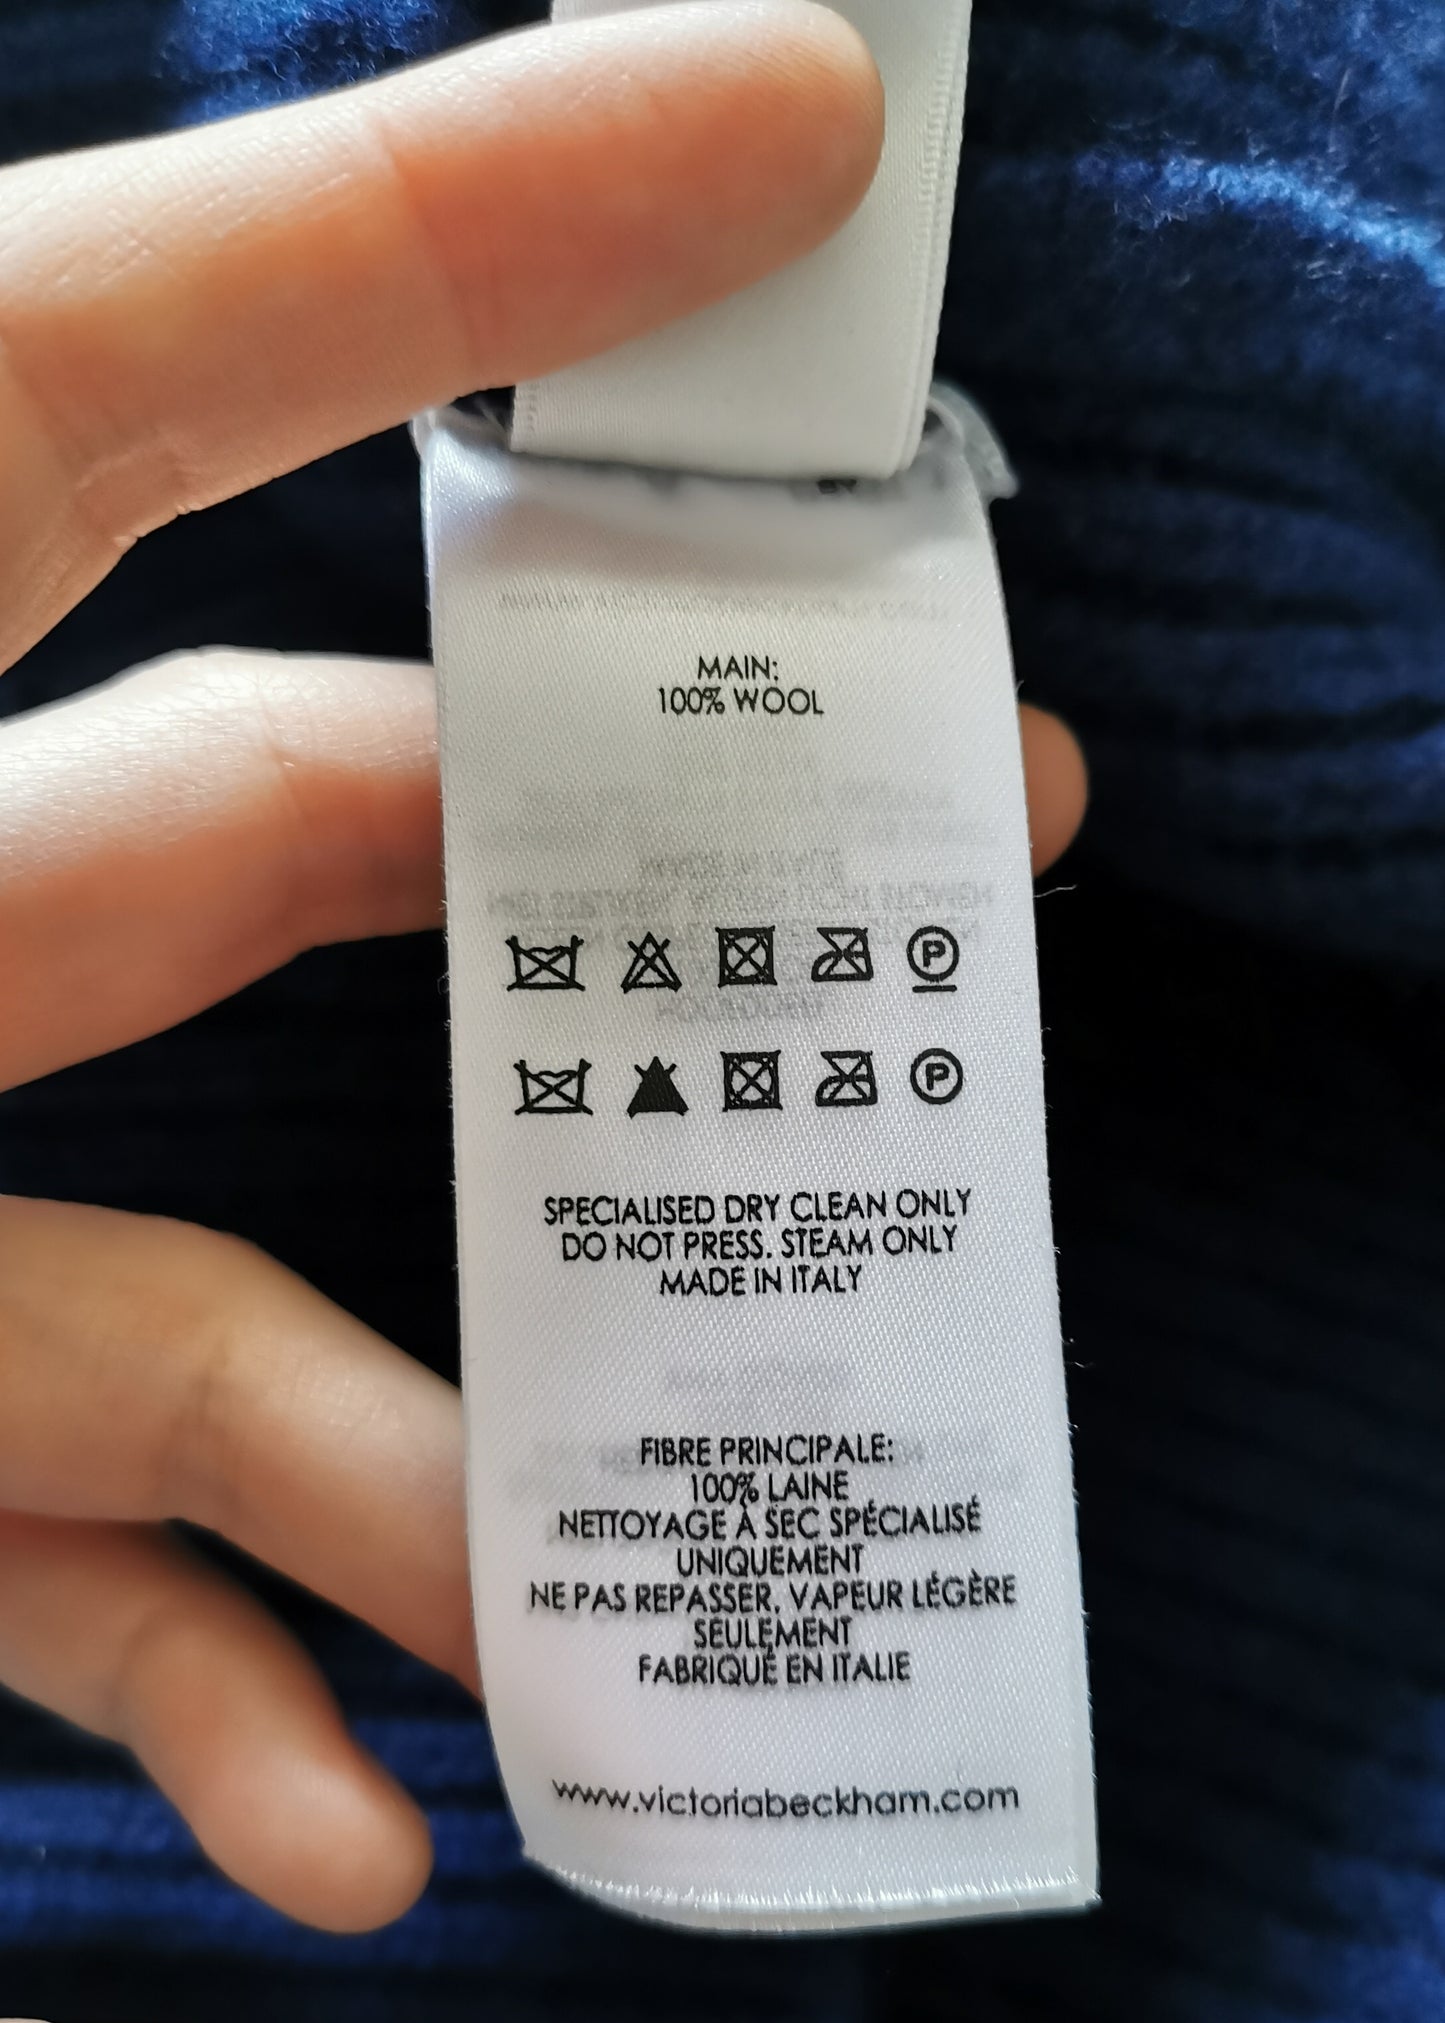 MAIN:
100% WOOL
P
P
SPECIALISED DRY CLEAN ONLY
DO NOT PRESS. STEAM ONLY
MADE IN ITALY
FIBRE PRINCIPALE:
100% LAINE
NETTOYAGE À SEC SPÉCIALISÉ
UNIQUEMENT
NE PAS REPASSER. VAPEUR LÉGÈRE
SEULEMENT
FABRIQUÉ EN ITALIE
www.victoriabeckham.com